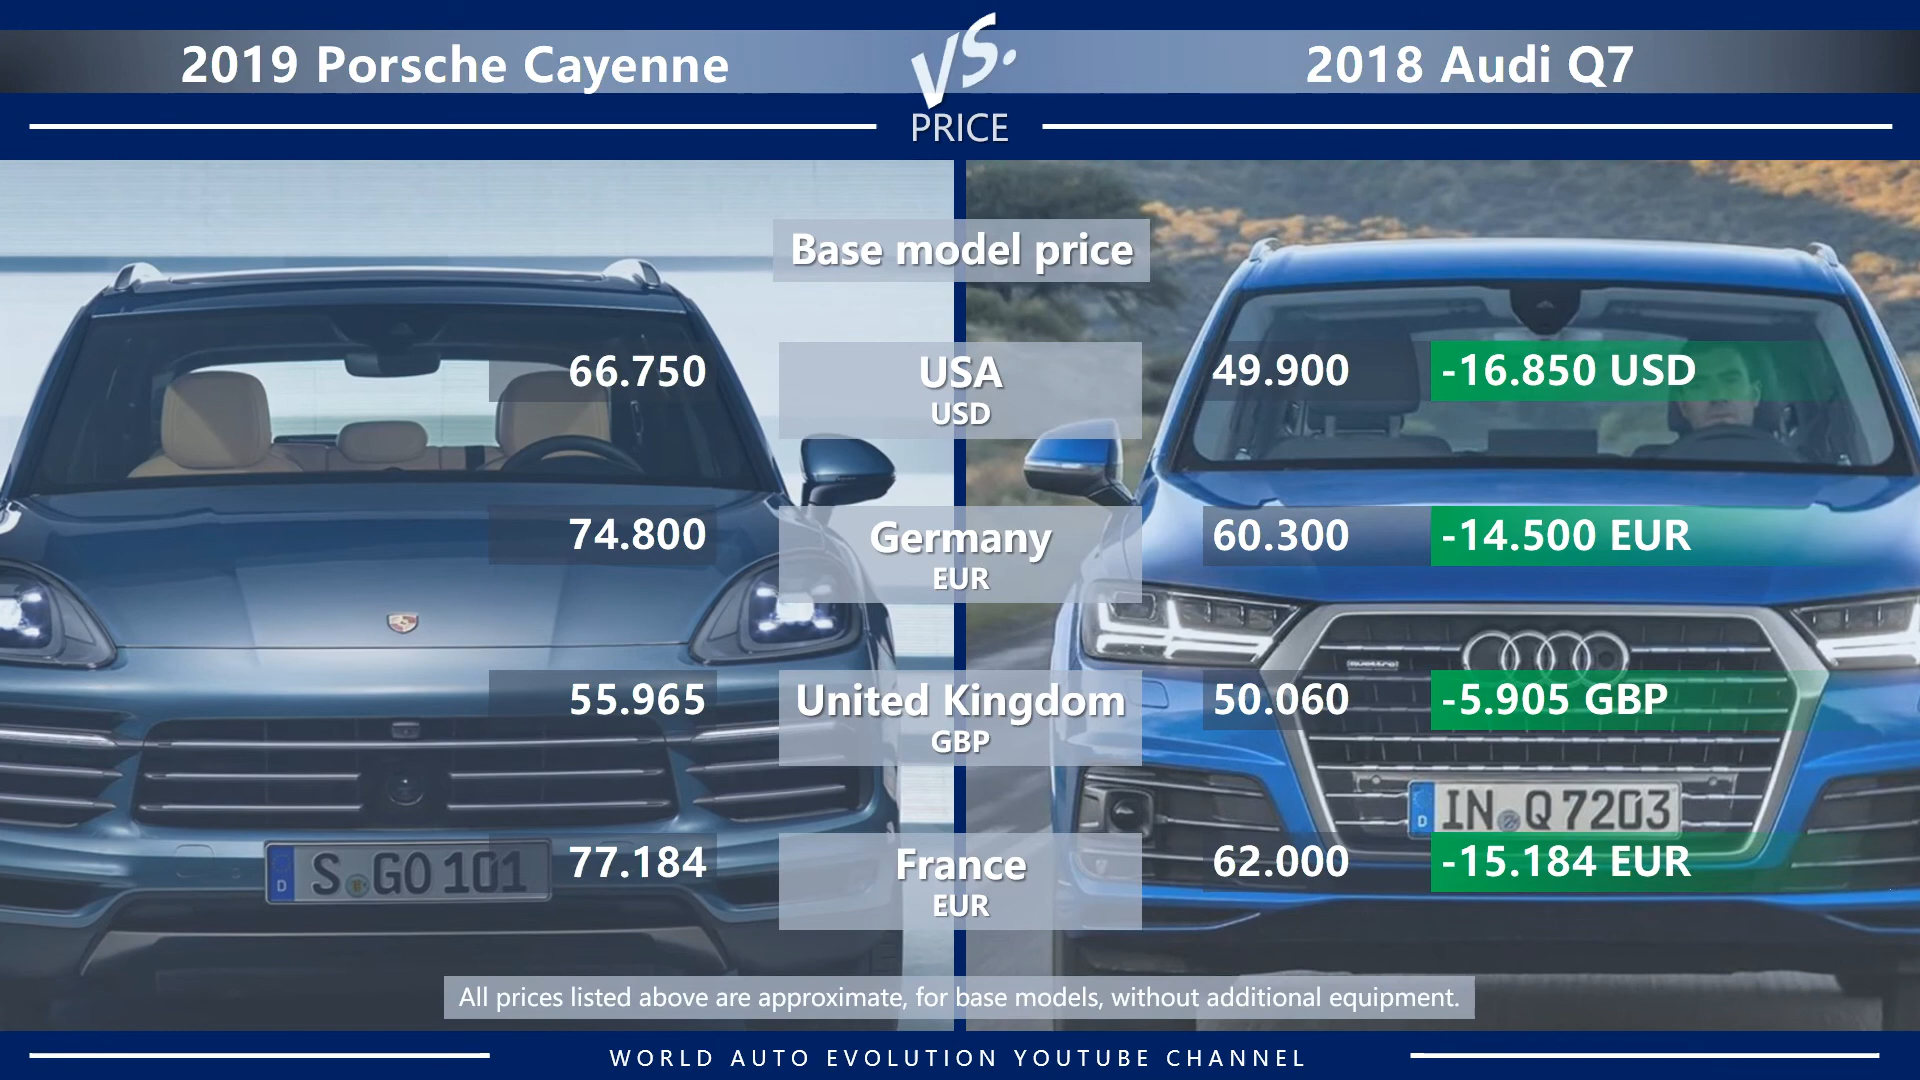 2019 Porsche Cayenne
VS.
2018 Audi Q7
PRICE
Base model price
66.750
USA
USD
49.900
-16.850 USD
74.800
Germany
EUR
60.300
-14.500 EUR
quattro
55.965
United Kingdom
GBP
50.060
-5.905 GBP
D IN Q 7203
D S GO 101
77.184
France
EUR
62.000
-15.184 EUR
All prices listed above are approximate, for base models, without additional equipment.
WORLD AUTO EVOLUTION YOUTUBE CHANNEL